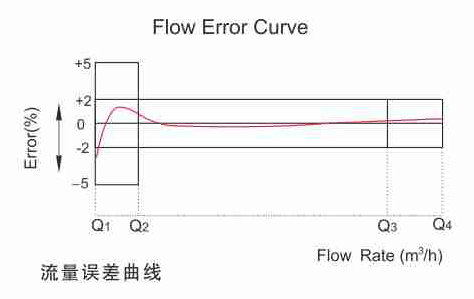 Flow Error Curve
+5
+2
0
-2
−5
Error(%)
Q1 Q2 Q3 Q4
Flow Rate (m³/h)
流量误差曲线